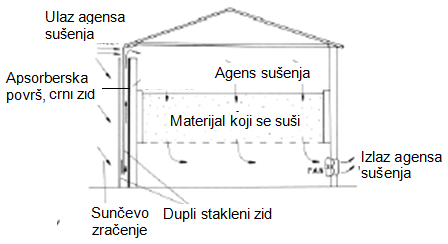 Ulaz agensa
sušenja
Apsorberska
površ, crni zid
Agens sušenja
Materijal koji se suši
FAN
Izlaz agensa
sušenja
Sunčevo
zračenje
Dupli stakleni zid